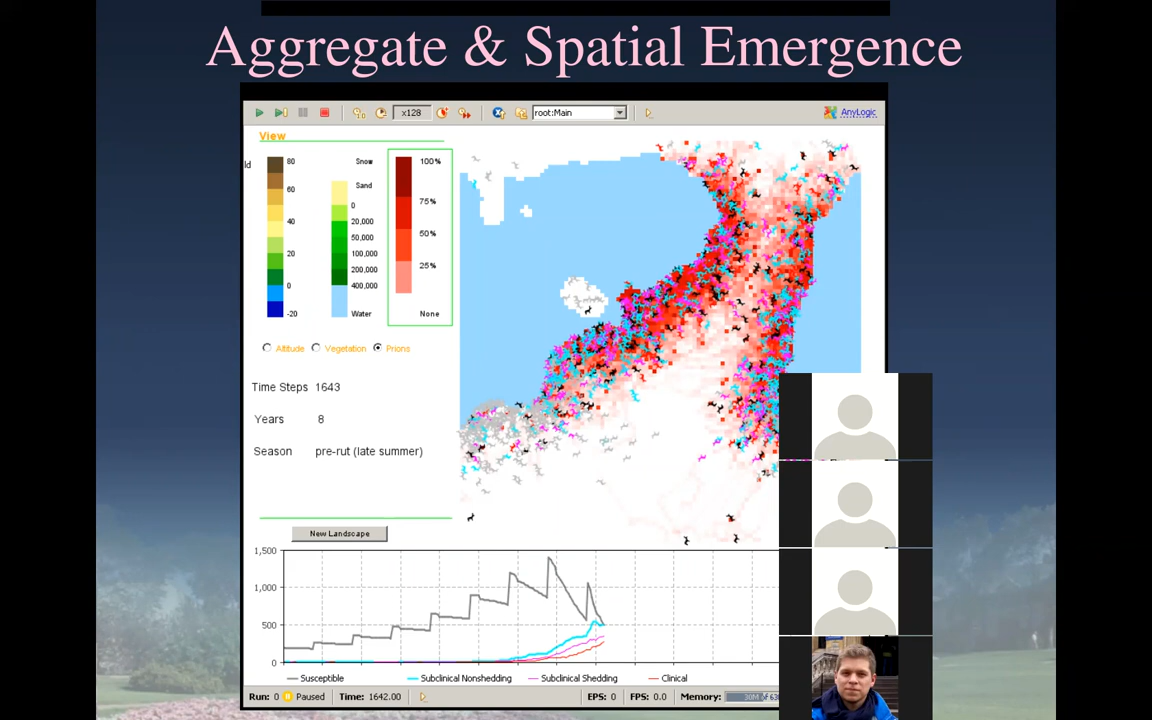 Aggregate & Spatial Emergence
x128
root:Main
AnyLogic
View
ld
80
60
40
20
0
-20
Snow
Sand
0
20,000
50,000
100,000
200,000
400,000
Water
100%
75%
50%
25%
None
Altitude
Vegetation
Prions
Time Steps 1643
Years 8
Season pre-rut (late summer)
New Landscape
1,500
1,000
500
0
Susceptible
Subclinical Nonshedding
Subclinical Shedding
Clinical
Run: 0 Paused Time: 1642.00 EPS: 0 FPS: 0.0 Memory: